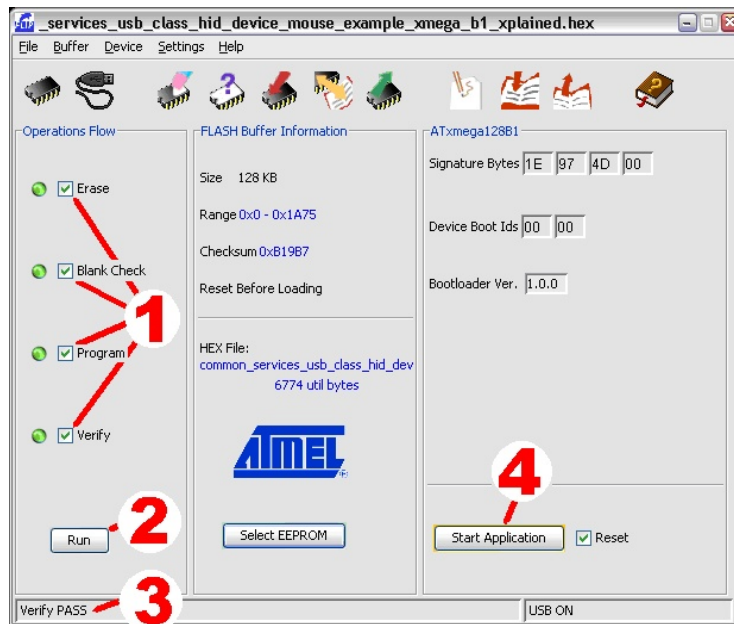 _services_usb_class_hid_device_mouse_example_xmega_b1_xplained.hex
File Buffer Device Settings Help
Operations Flow
Erase
Blank Check
1
Program
Verify
Run
2
FLASH Buffer Information
Size 128 KB
Range 0x0 - 0x1A75
Checksum 0xB19B7
Reset Before Loading
HEX File:
common_services_usb_class_hid_dev
6774 util bytes
ATMEL
Select EEPROM
ATxmega128B1
Signature Bytes 1E 97 4D 00
Device Boot Ids 00 00
Bootloader Ver. 1.0.0
4
Start Application Reset
Verify PASS 3
USB ON